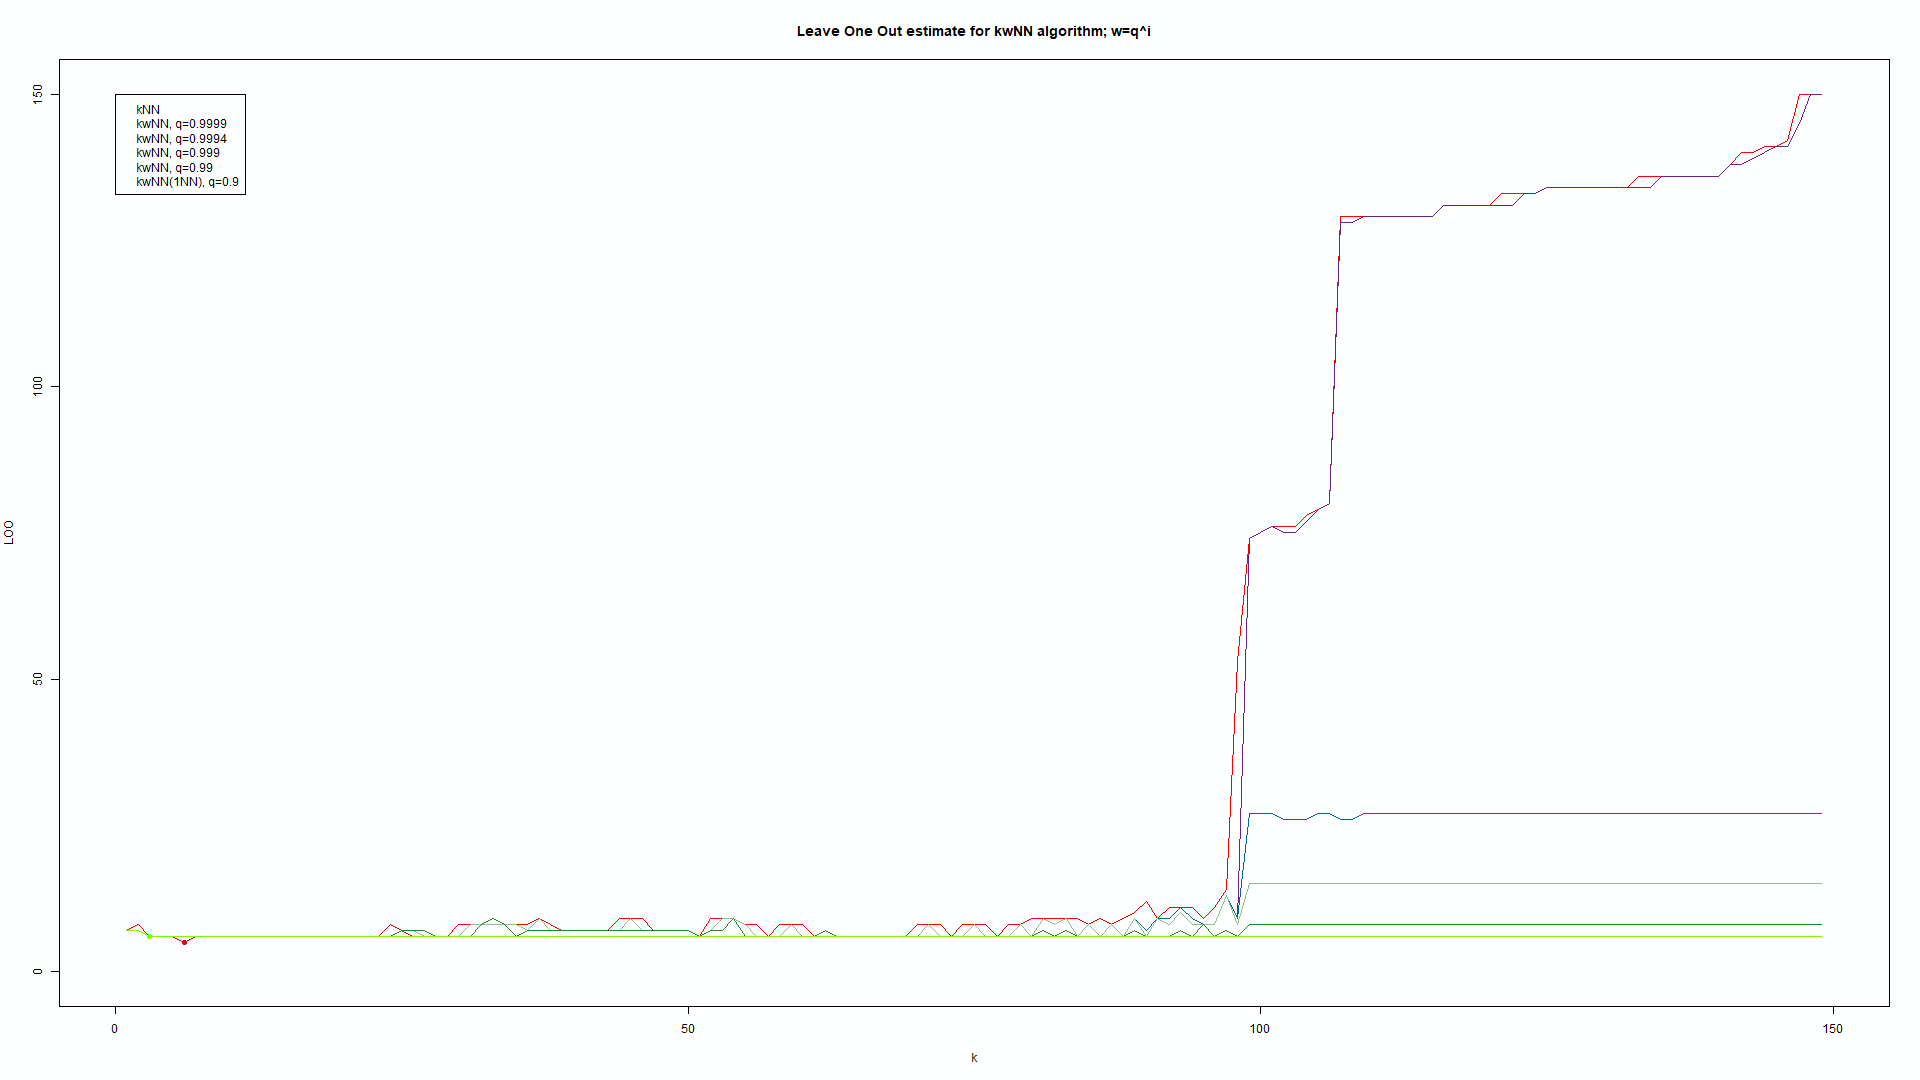 Leave One Out estimate for kwNN algorithm; w=q^i
150
100
50
0
LOO
kNN
kwNN, q=0.9999
kwNN, q=0.9994
kwNN, q=0.999
kwNN, q=0.99
kwNN(1NN), q=0.9
0 50 100 150
k